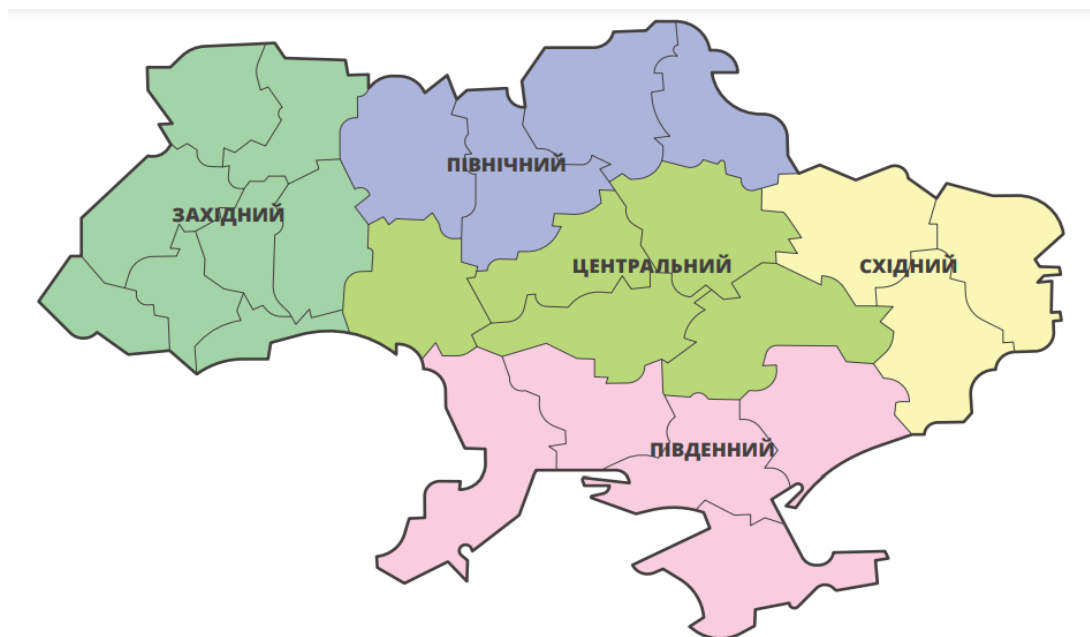 ПІВНІЧНИЙ
ЗАХІДНИЙ
ЦЕНТРАЛЬНИЙ
СХІДНИЙ
ПІВДЕННИЙ